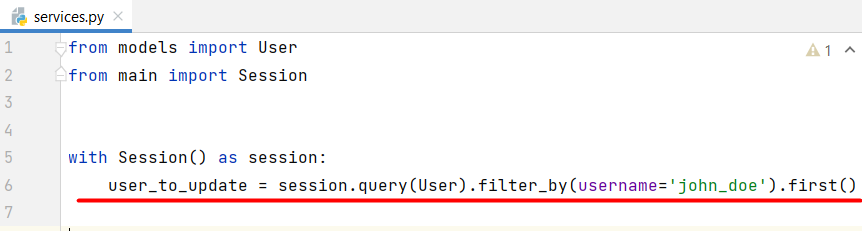 services.py
1 from models import User
2 from main import Session
3
4
5 with Session() as session:
6     user_to_update = session.query(User).filter_by(username='john_doe').first()
7
1